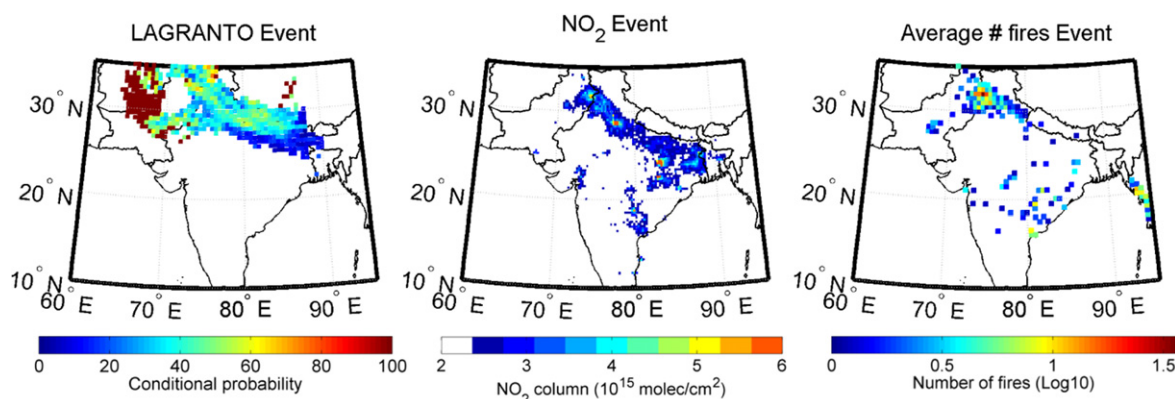 LAGRANTO Event
NO2 Event
Average # fires Event
30° N
20° N
10° N
60° E
70° E
80° E
90° E
30° N
20° N
10° N
60° E
70° E
80° E
90° E
30° N
20° N
10° N
60° E
70° E
80° E
90° E
0 20 40 60 80 100
Conditional probability
2 3 4 5 6
NO2 column (10^15 molec/cm^2)
0 0.5 1 1.5
Number of fires (Log10)